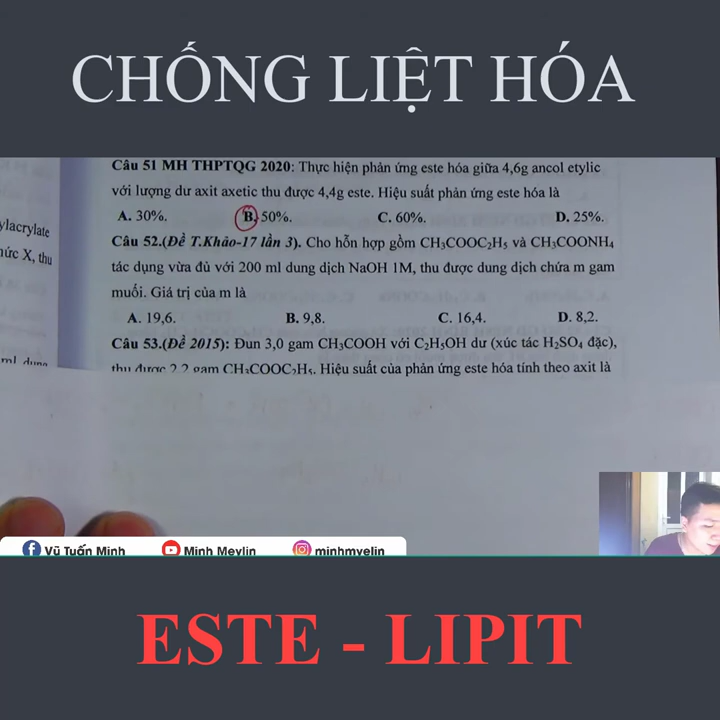 CHỐNG LIỆT HÓA
Câu 51 MH THPTQG 2020: Thực hiện phản ứng este hóa giữa 4,6g ancol etylic
với lượng dư axit axetic thu được 4,4g este. Hiệu suất phản ứng este hóa là
A. 30%. B. 50%. C. 60%. D. 25%.
ylacrylate
Câu 52.(Đề T.Khảo-17 lần 3). Cho hỗn hợp gồm CH₃COOC₂H₅ và CH₃COONH₄
nức X, thu
tác dụng vừa đủ với 200 ml dung dịch NaOH 1M, thu được dung dịch chứa m gam
muối. Giá trị của m là
A. 19,6. B. 9,8. C. 16,4. D. 8,2.
Câu 53.(Đề 2015): Đun 3,0 gam CH₃COOH với C₂H₅OH dư (xúc tác H₂SO₄ đặc),
ml dung
thu được 2,2 gam CH₃COOC₂H₅. Hiệu suất của phản ứng este hóa tính theo axit là
Vũ Tuấn Minh Minh Mevlin minhmyelin
ESTE - LIPIT